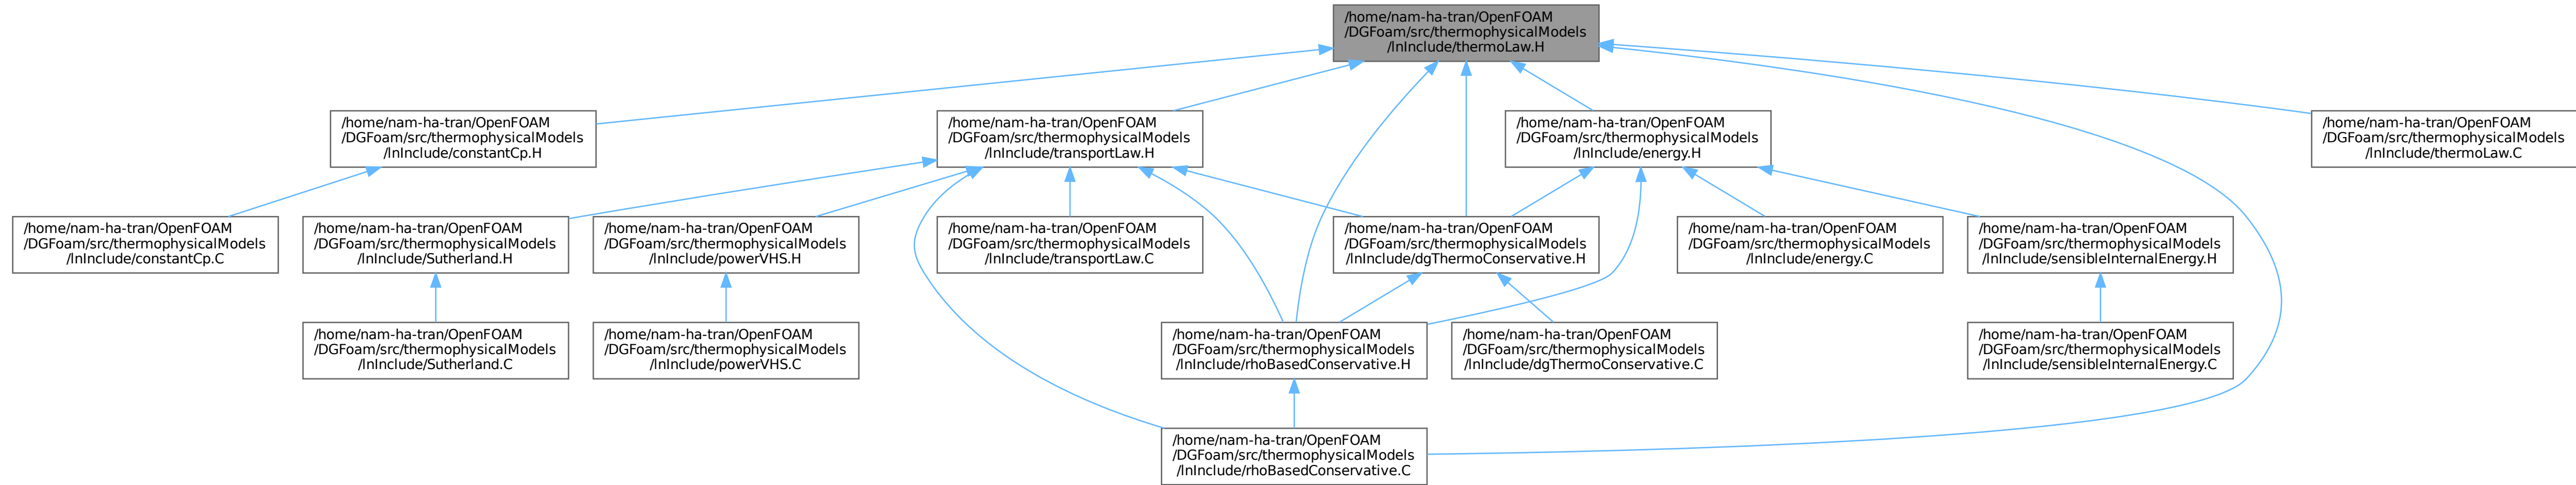 /home/nam-ha-tran/OpenFOAM
/DGFoam/src/thermophysicalModels
/lnInclude/thermoLaw.H
/home/nam-ha-tran/OpenFOAM
/DGFoam/src/thermophysicalModels
/lnInclude/constantCp.H
/home/nam-ha-tran/OpenFOAM
/DGFoam/src/thermophysicalModels
/lnInclude/transportLaw.H
/home/nam-ha-tran/OpenFOAM
/DGFoam/src/thermophysicalModels
/lnInclude/energy.H
/home/nam-ha-tran/OpenFOAM
/DGFoam/src/thermophysicalModels
/lnInclude/thermoLaw.C
/home/nam-ha-tran/OpenFOAM
/DGFoam/src/thermophysicalModels
/lnInclude/constantCp.C
/home/nam-ha-tran/OpenFOAM
/DGFoam/src/thermophysicalModels
/lnInclude/Sutherland.H
/home/nam-ha-tran/OpenFOAM
/DGFoam/src/thermophysicalModels
/lnInclude/powerVHS.H
/home/nam-ha-tran/OpenFOAM
/DGFoam/src/thermophysicalModels
/lnInclude/transportLaw.C
/home/nam-ha-tran/OpenFOAM
/DGFoam/src/thermophysicalModels
/lnInclude/dgThermoConservative.H
/home/nam-ha-tran/OpenFOAM
/DGFoam/src/thermophysicalModels
/lnInclude/energy.C
/home/nam-ha-tran/OpenFOAM
/DGFoam/src/thermophysicalModels
/lnInclude/sensibleInternalEnergy.H
/home/nam-ha-tran/OpenFOAM
/DGFoam/src/thermophysicalModels
/lnInclude/Sutherland.C
/home/nam-ha-tran/OpenFOAM
/DGFoam/src/thermophysicalModels
/lnInclude/powerVHS.C
/home/nam-ha-tran/OpenFOAM
/DGFoam/src/thermophysicalModels
/lnInclude/rhoBasedConservative.H
/home/nam-ha-tran/OpenFOAM
/DGFoam/src/thermophysicalModels
/lnInclude/dgThermoConservative.C
/home/nam-ha-tran/OpenFOAM
/DGFoam/src/thermophysicalModels
/lnInclude/sensibleInternalEnergy.C
/home/nam-ha-tran/OpenFOAM
/DGFoam/src/thermophysicalModels
/lnInclude/rhoBasedConservative.C